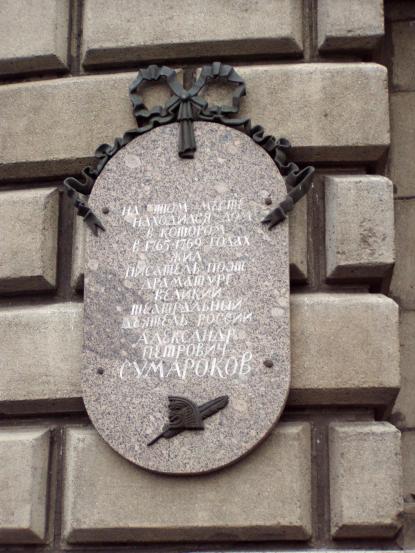 НА ЭТОМ МЕСТЕ
НАХОДИЛСЯ ДОМ
В КОТОРОМ
В 1765-1769 ГОДАХ
ЖИЛ
ПИСАТЕЛЬ ПОЭТ
ДРАМАТУРГ
ВЕЛИКИЙ
ТЕАТРАЛЬНЫЙ
ДЕЯТЕЛЬ РОССИИ
АЛЕКСАНДР
ПЕТРОВИЧ
СУМАРОКОВ